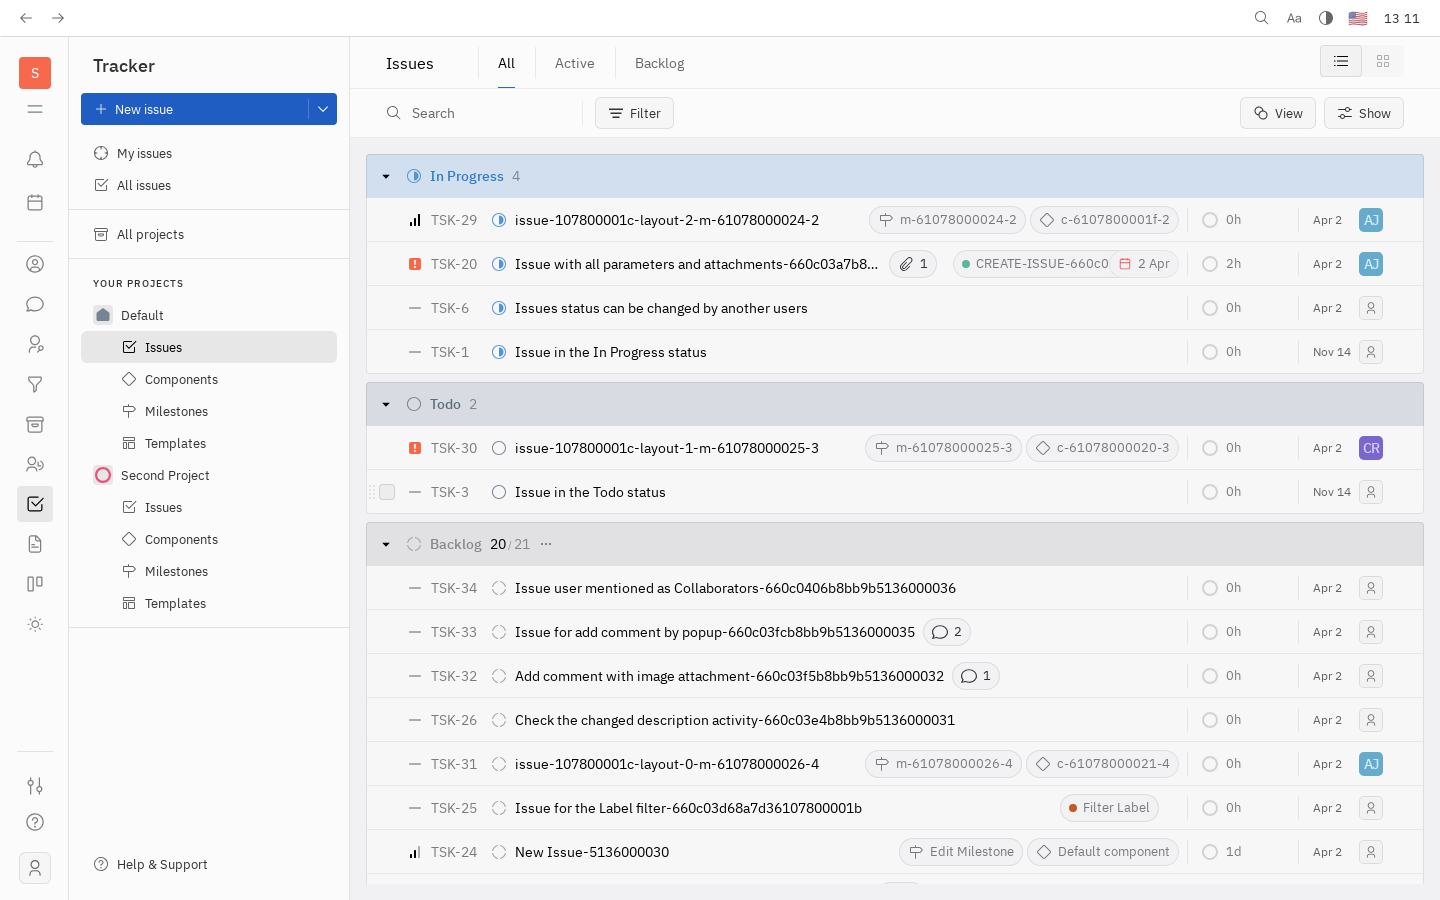 Aa 13 11
S
Tracker
New issue
My issues
All issues
All projects
YOUR PROJECTS
Default
Issues
Components
Milestones
Templates
Second Project
Issues
Components
Milestones
Templates
Help & Support
Issues All Active Backlog
Search Filter View Show
In Progress 4
TSK-29 issue-107800001c-layout-2-m-61078000024-2 m-61078000024-2 c-6107800001f-2 0h Apr 2 AJ
TSK-20 Issue with all parameters and attachments-660c03a7b8... 1 CREATE-ISSUE-660c0 2 Apr 2h Apr 2 AJ
TSK-6 Issues status can be changed by another users 0h Apr 2
TSK-1 Issue in the In Progress status 0h Nov 14
Todo 2
TSK-30 issue-107800001c-layout-1-m-61078000025-3 m-61078000025-3 c-61078000020-3 0h Apr 2 CR
TSK-3 Issue in the Todo status 0h Nov 14
Backlog 20/21 ...
TSK-34 Issue user mentioned as Collaborators-660c0406b8bb9b5136000036 0h Apr 2
TSK-33 Issue for add comment by popup-660c03fcb8bb9b5136000035 2 0h Apr 2
TSK-32 Add comment with image attachment-660c03f5b8bb9b5136000032 1 0h Apr 2
TSK-26 Check the changed description activity-660c03e4b8bb9b5136000031 0h Apr 2
TSK-31 issue-107800001c-layout-0-m-61078000026-4 m-61078000026-4 c-61078000021-4 0h Apr 2 AJ
TSK-25 Issue for the Label filter-660c03d68a7d36107800001b Filter Label 0h Apr 2
TSK-24 New Issue-5136000030 Edit Milestone Default component 1d Apr 2